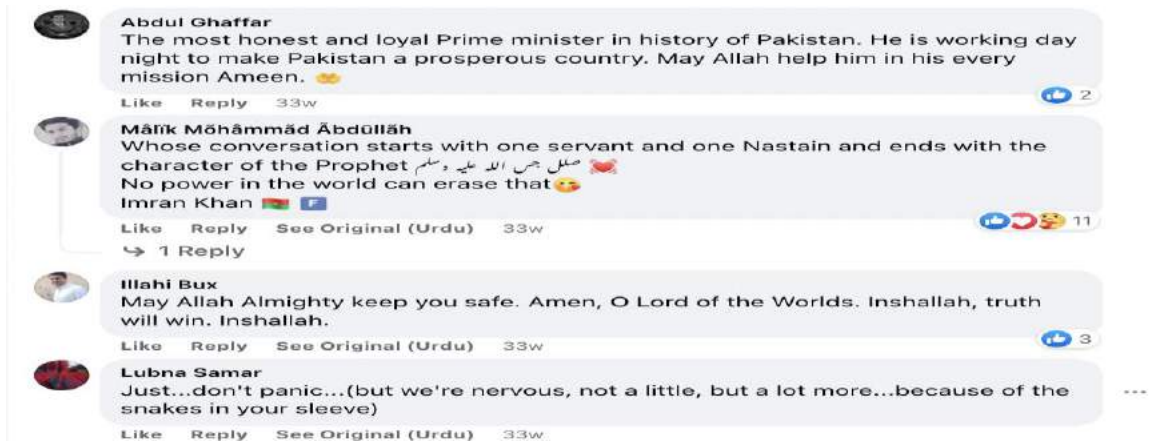 Abdul Ghaffar
The most honest and loyal Prime minister in history of Pakistan. He is working day
night to make Pakistan a prosperous country. May Allah help him in his every
mission Ameen. 🤲
Like Reply 33w
2
Mâlïk Mõhâmmãd Ãbdüllãh
Whose conversation starts with one servant and one Nastain and ends with the
character of the Prophet صلل جس اللہ علیہ وسلم 💓
No power in the world can erase that😋
Imran Khan 🇧🇫 F
Like Reply See Original (Urdu) 33w
11
1 Reply
Illahi Bux
May Allah Almighty keep you safe. Amen, O Lord of the Worlds. Inshallah, truth
will win. Inshallah.
Like Reply See Original (Urdu) 33w
3
Lubna Samar
Just...don't panic...(but we're nervous, not a little, but a lot more...because of the
snakes in your sleeve)
Like Reply See Original (Urdu) 33w